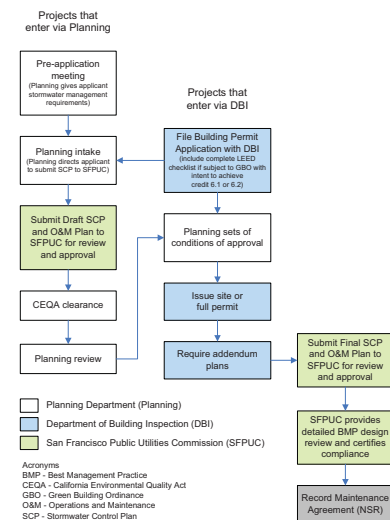 Projects that
enter via Planning
Pre-application
meeting
(Planning gives applicant
stormwater management
requirements)
Planning intake
(Planning directs applicant
to submit SCP to SFPUC)
Submit Draft SCP
and O&M Plan to
SFPUC for review
and approval
CEQA clearance
Planning review
Projects that
enter via DBI
File Building Permit
Application with DBI
(include complete LEED
checklist if subject to GBO with
intent to achieve
credit 6.1 or 6.2)
Planning sets of
conditions of approval
Issue site or
full permit
Require addendum
plans
Submit Final SCP
and O&M Plan to
SFPUC for review
and approval
SFPUC provides
detailed BMP design
review and certifies
compliance
Record Maintenance
Agreement (NSR)
Planning Department (Planning)
Department of Building Inspection (DBI)
San Francisco Public Utilities Commission (SFPUC)
Acronyms
BMP - Best Management Practice
CEQA - California Environmental Quality Act
GBO - Green Building Ordinance
O&M - Operations and Maintenance
SCP - Stormwater Control Plan